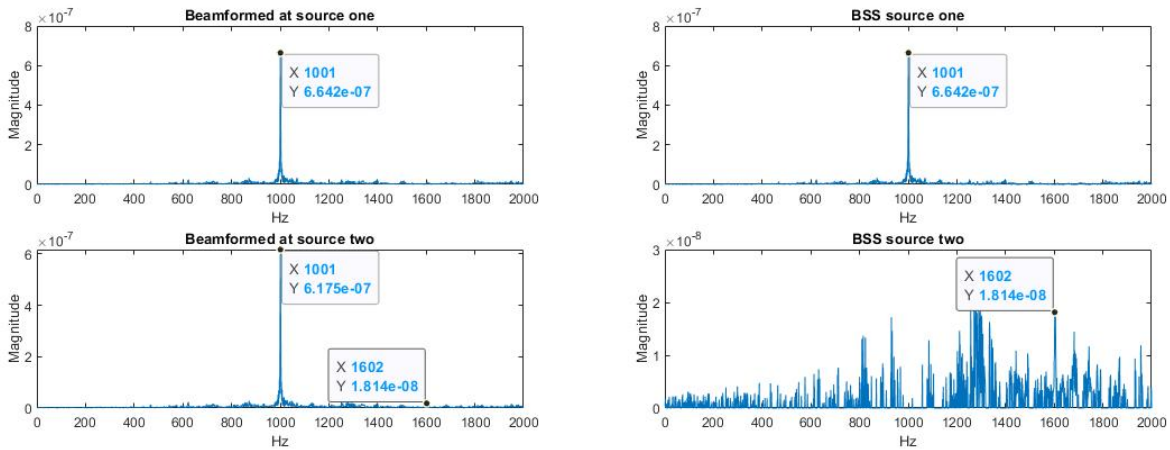 Beamformed at source one
×10-7
8
6
4
2
0
Magnitude
X 1001
Y 6.642e-07
0 200 400 600 800 1000 1200 1400 1600 1800 2000
Hz
BSS source one
×10-7
8
6
4
2
0
Magnitude
X 1001
Y 6.642e-07
0 200 400 600 800 1000 1200 1400 1600 1800 2000
Hz
Beamformed at source two
×10-7
6
4
2
0
Magnitude
X 1001
Y 6.175e-07
X 1602
Y 1.814e-08
0 200 400 600 800 1000 1200 1400 1600 1800 2000
Hz
BSS source two
×10-8
3
2
1
0
Magnitude
X 1602
Y 1.814e-08
0 200 400 600 800 1000 1200 1400 1600 1800 2000
Hz